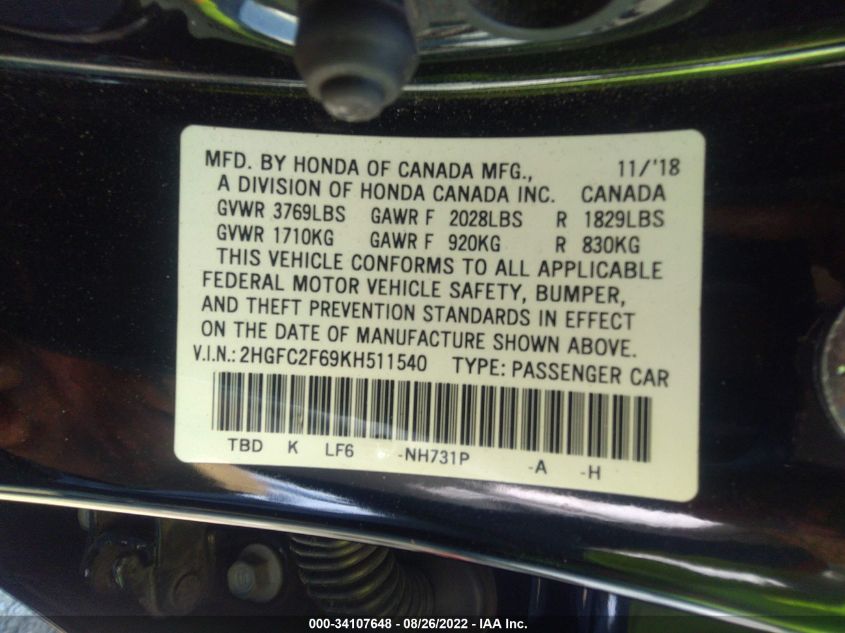 MFD. BY HONDA OF CANADA MFG., 11/'18
A DIVISION OF HONDA CANADA INC. CANADA
GVWR 3769LBS GAWR F 2028LBS R 1829LBS
GVWR 1710KG GAWR F 920KG R 830KG
THIS VEHICLE CONFORMS TO ALL APPLICABLE
FEDERAL MOTOR VEHICLE SAFETY, BUMPER,
AND THEFT PREVENTION STANDARDS IN EFFECT
ON THE DATE OF MANUFACTURE SHOWN ABOVE.
V.I.N.: 2HGFC2F69KH511540 TYPE: PASSENGER CAR
TBD K LF6 -NH731P -A -H
000-34107648 - 08/26/2022 - IAA Inc.